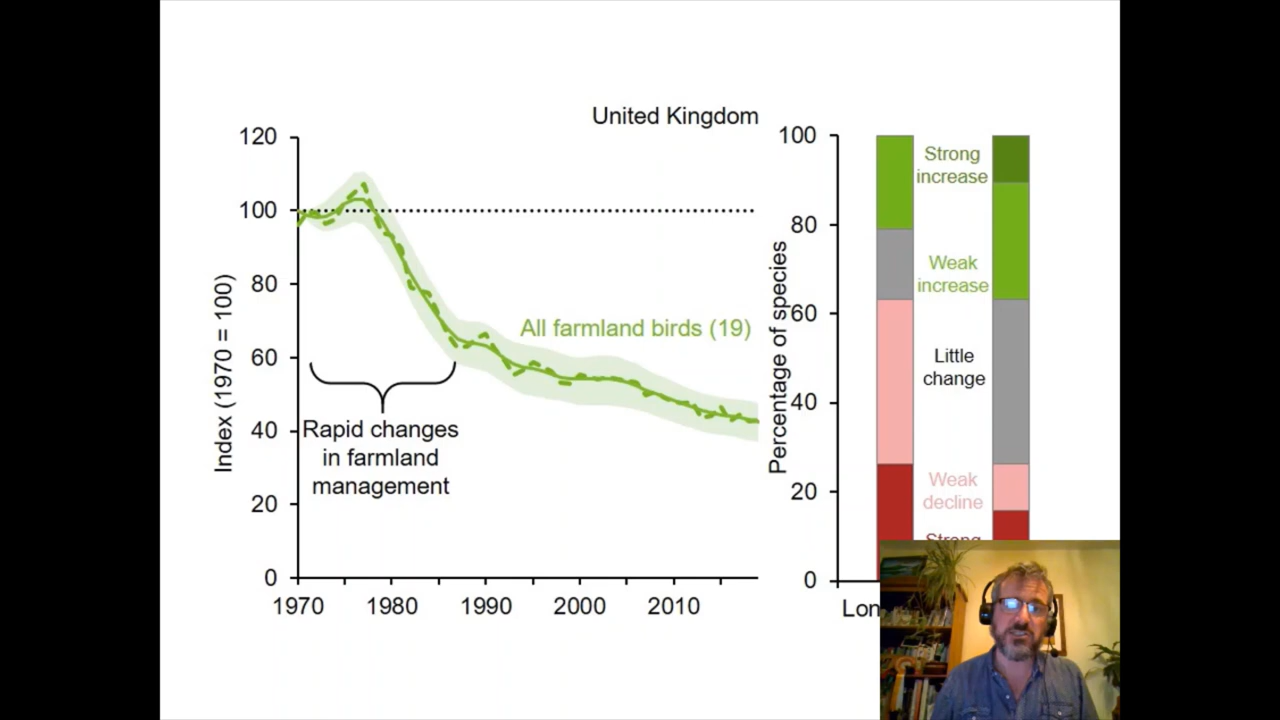 United Kingdom
120
100
80
60
40
20
0
Index (1970 = 100)
1970 1980 1990 2000 2010
All farmland birds (19)
Rapid changes
in farmland
management
100
80
60
40
20
0
Percentage of species
Strong
increase
Weak
increase
Little
change
Weak
decline
Strong
Lon